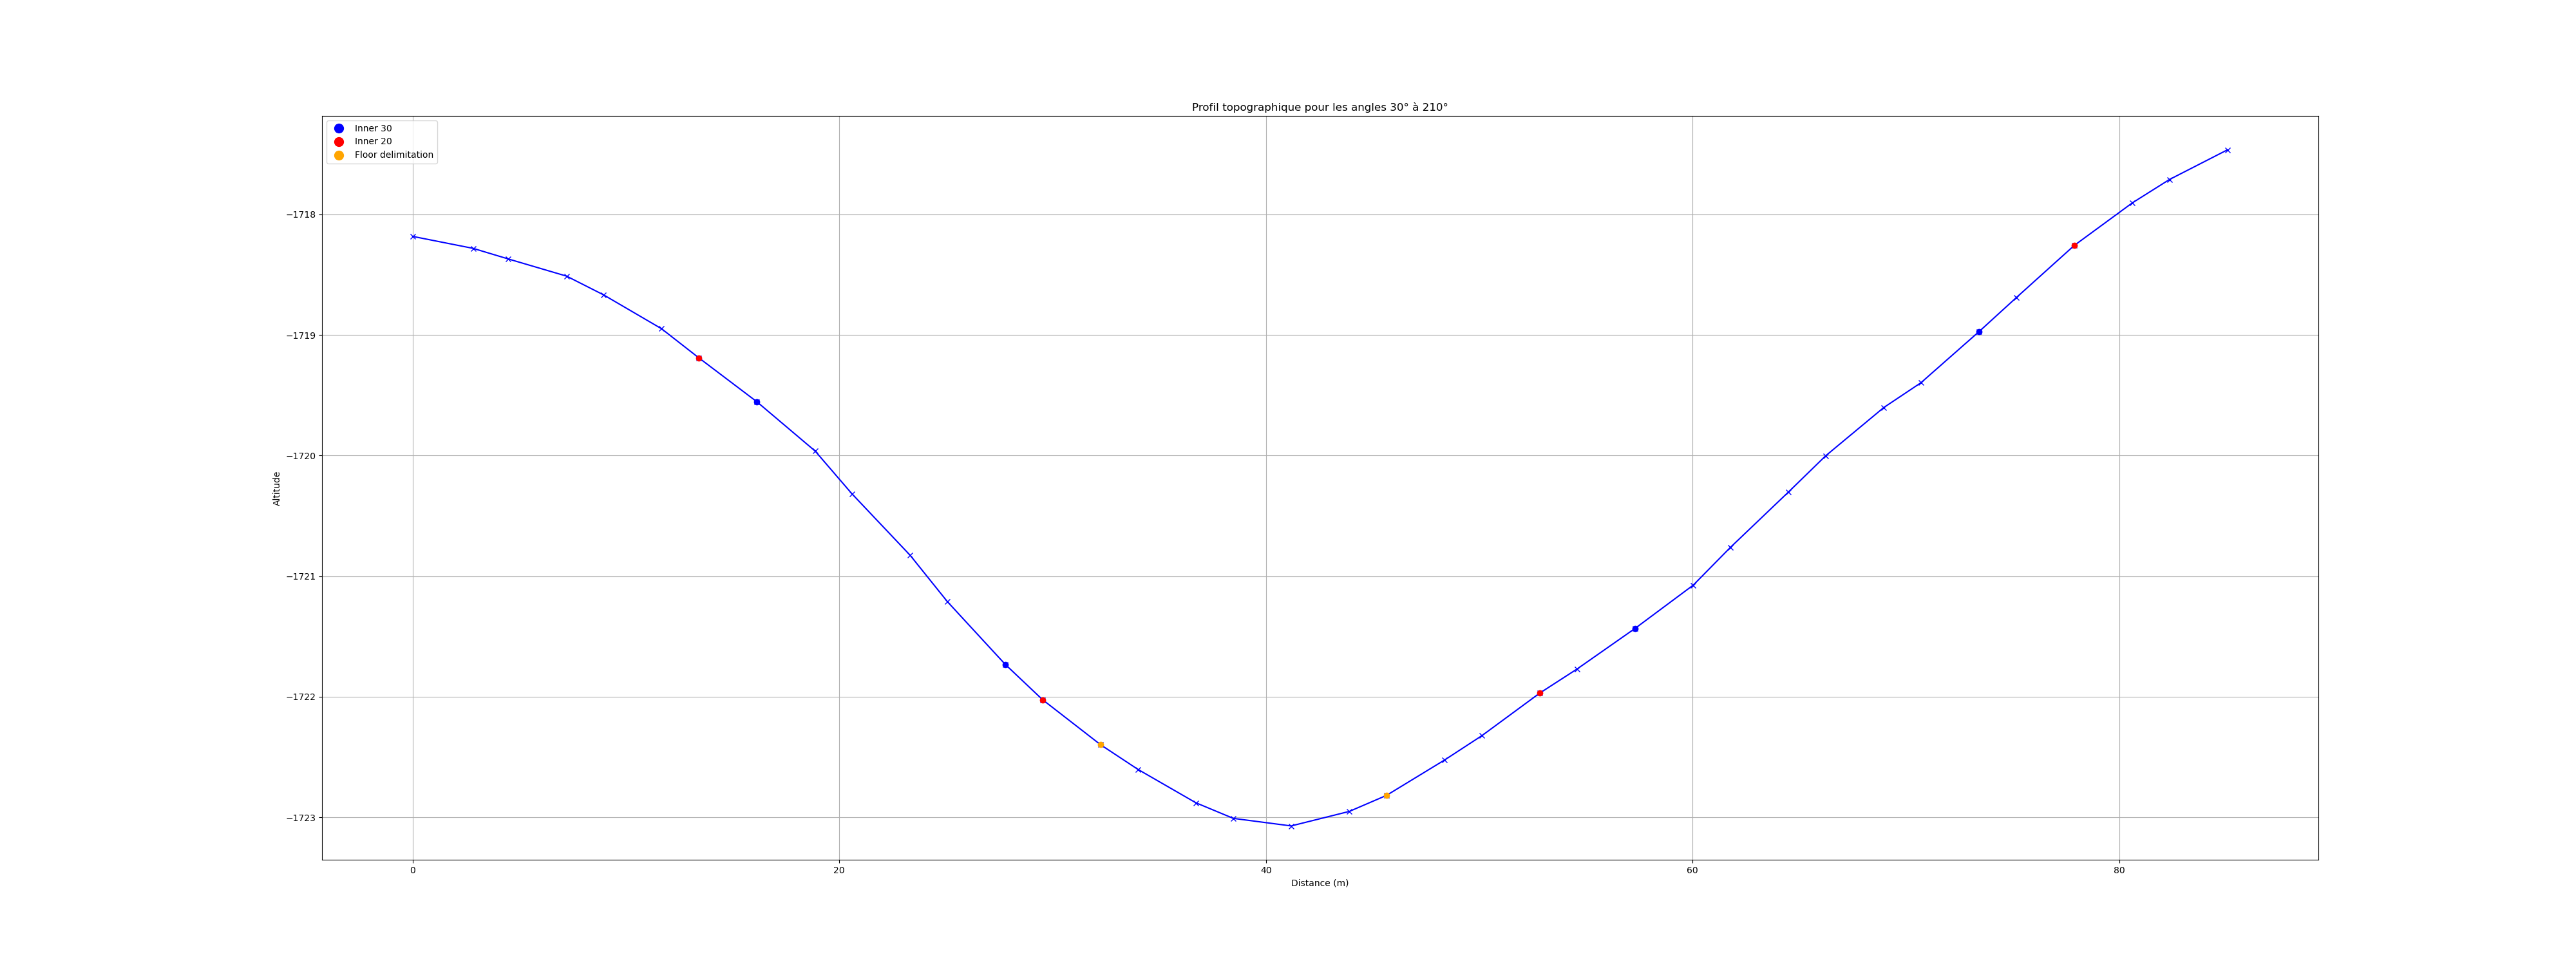 Profil topographique pour les angles 30° à 210°
Inner 30
Inner 20
Floor delimitation
−1718
−1719
−1720
−1721
−1722
−1723
Altitude
0 20 40 60 80
Distance (m)